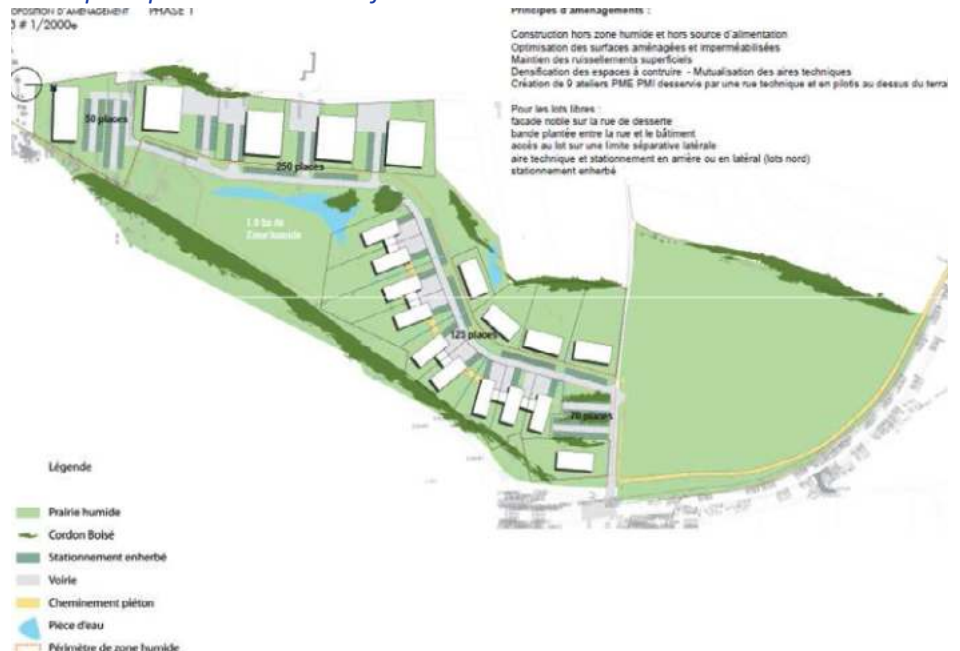 OPOSITION D'AMENAGEMENT PHASE 1
# 1/2000e
Principes d'aménagements :
Construction hors zone humide et hors source d'alimentation
Optimisation des surfaces aménagées et imperméabilisées
Maintien des ruissellements superficiels
Densification des espaces à contruire - Mutualisation des aires techniques
Création de 9 ateliers PME PMI desservie par une rue technique et en pilotis au dessus du terra
Pour les lots libres :
facade noble sur la rue de desserte
bande plantée entre la rue et le bâtiment
accès au lot sur une limite séparative latérale
aire technique et stationnement en arrière ou en latéral (lots nord)
stationnement enherbé
50 places
250 places
Zone humide
125 places
70 places
Légende
Prairie humide
Cordon Boisé
Stationnement enherbé
Voirie
Cheminement piéton
Pièce d'eau
Périmètre de zone humide